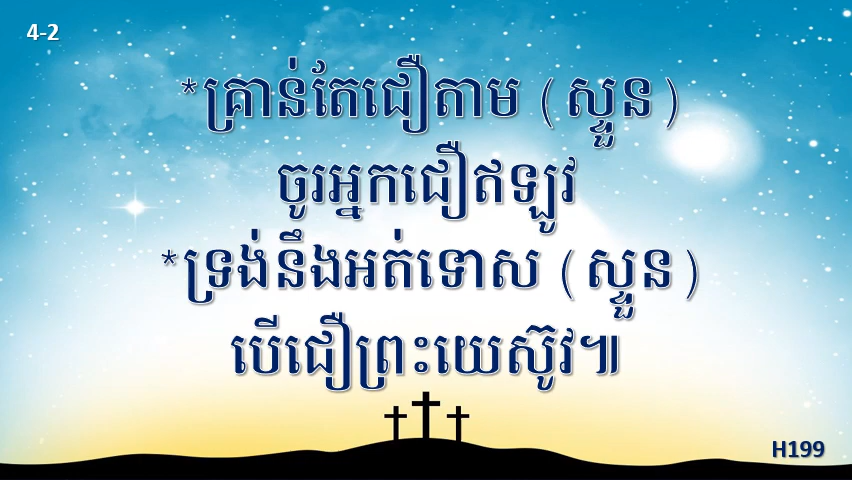 4-2
*គ្រាន់តែជឿតាម (ស្ទួន)
ចូរអ្នកជឿឥឡូវ
*ទ្រង់នឹងអត់ទោស (ស្ទួន)
បើជឿព្រះយេស៊ូវ៕
H199